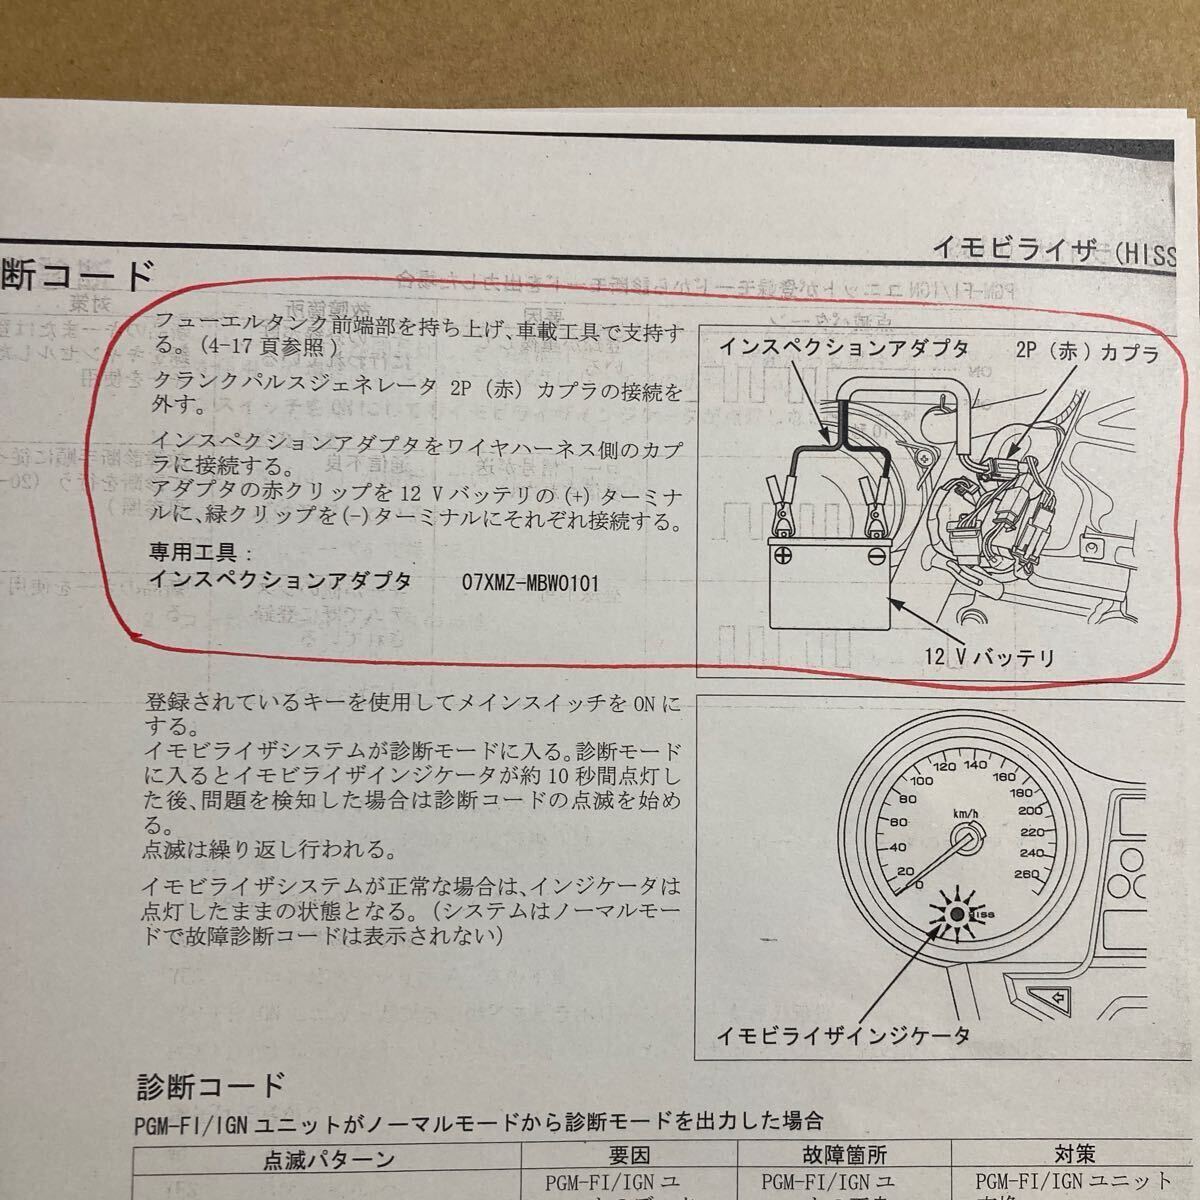 イモビライザ (HISS
断コード
フューエルタンク前端部を持ち上げ、車載工具で支持す
る。(4-17 頁参照)
クランクパルスジェネレータ 2P (赤) カプラの接続を
外す。
インスペクションアダプタをワイヤハーネス側のカプ
ラに接続する。
アダプタの赤クリップを 12 V バッテリの (+) ターミナ
ルに、緑クリップを(-)ターミナルにそれぞれ接続する。
専用工具:
インスペクションアダプタ 07XMZ-MBW0101
インスペクションアダプタ 2P (赤) カプラ
12 V バッテリ
登録されているキーを使用してメインスイッチを ON に
する。
イモビライザシステムが診断モードに入る。診断モード
に入るとイモビライザインジケータが約 10 秒間点灯し
た後、問題を検知した場合は診断コードの点滅を始め
る。
点滅は繰り返し行われる。
イモビライザシステムが正常な場合は、インジケータは
点灯したままの状態となる。(システムはノーマルモー
ドで故障診断コードは表示されない)
0 20 40 60 80 100 120 140 160 180 200 220 240 260
km/h
HISS
イモビライザインジケータ
診断コード
PGM-FI/IGN ユニットがノーマルモードから診断モードを出力した場合
点滅パターン 要因 故障箇所 対策
PGM-FI/IGN ユ PGM-FI/IGN ユ PGM-FI/IGN ユニット